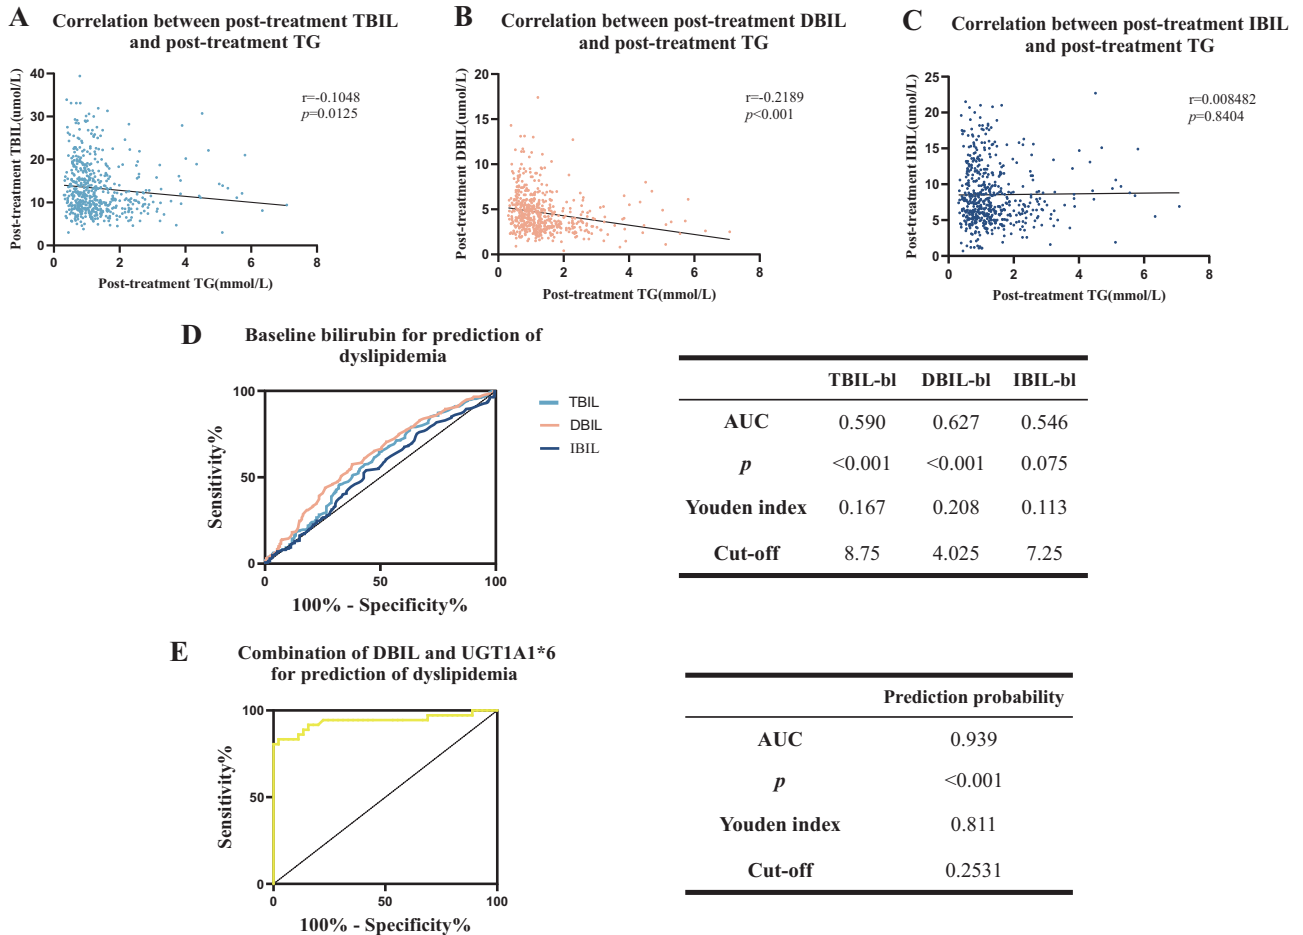 A
Correlation between post-treatment TBIL
and post-treatment TG
Post-treatment TBIL(umol/L)
40
30
20
10
0
r=-0.1048
p=0.0125
0 2 4 6 8
Post-treatment TG(mmol/L)
B
Correlation between post-treatment DBIL
and post-treatment TG
Post-treatment DBIL(umol/L)
20
15
10
5
0
r=-0.2189
p<0.001
0 2 4 6 8
Post-treatment TG(mmol/L)
C
Correlation between post-treatment IBIL
and post-treatment TG
Post-treatment IBIL(umol/L)
25
20
15
10
5
0
r=0.008482
p=0.8404
0 2 4 6 8
Post-treatment TG(mmol/L)
D
Baseline bilirubin for prediction of
dyslipidemia
Sensitivity%
100
50
0
0 50 100
100% - Specificity%
TBIL
DBIL
IBIL
TBIL-bl DBIL-bl IBIL-bl
AUC 0.590 0.627 0.546
p <0.001 <0.001 0.075
Youden index 0.167 0.208 0.113
Cut-off 8.75 4.025 7.25
E
Combination of DBIL and UGT1A1*6
for prediction of dyslipidemia
Sensitivity%
100
50
0
0 50 100
100% - Specificity%
Prediction probability
AUC 0.939
p <0.001
Youden index 0.811
Cut-off 0.2531